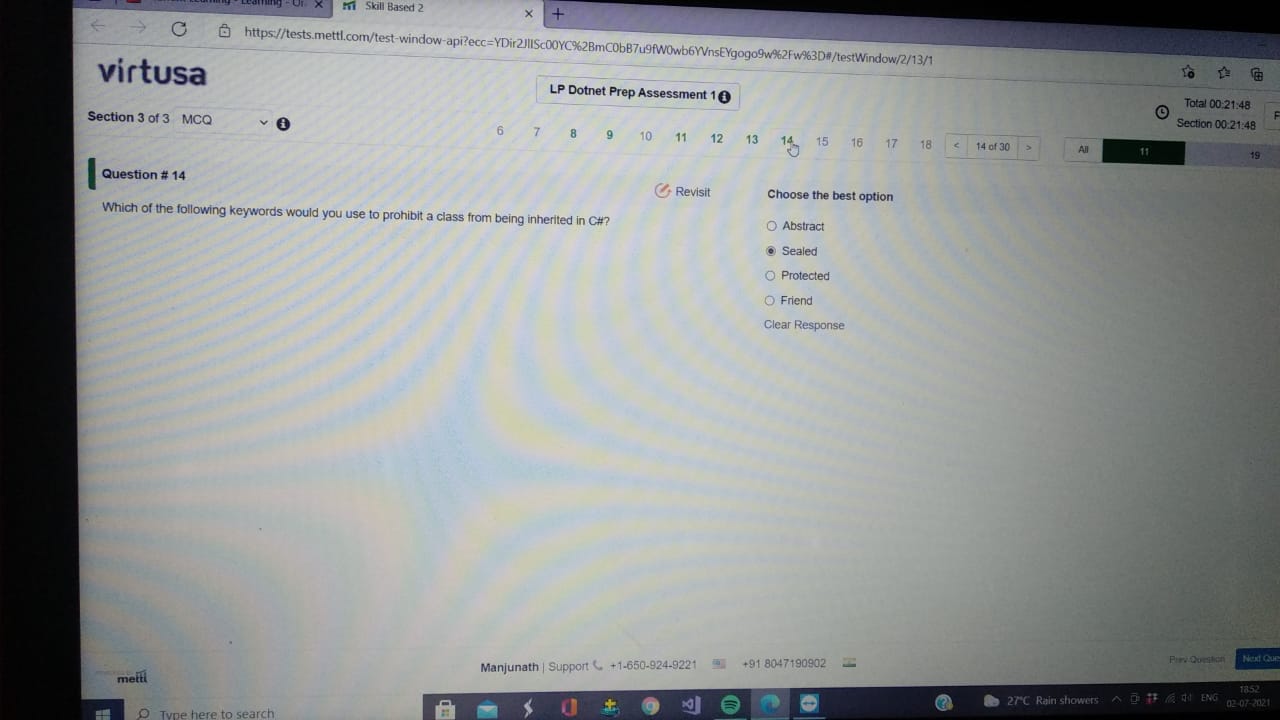 Skill Based 2
https://tests.mettl.com/test-window-api?ecc=YDir2JIISc00YC%2BmC0bB7u9fW0wb6YVnsEYgogo9w%2Fw%3D#/testWindow/2/13/1
virtusa
LP Dotnet Prep Assessment 1
Total 00:21:48
Section 3 of 3 MCQ
Section 00:21:48
6 7 8 9 10 11 12 13 14 15 16 17 18 < 14 of 30 > All 11 19
Question # 14
Revisit
Choose the best option
Which of the following keywords would you use to prohibit a class from being inherited in C#?
Abstract
Sealed
Protected
Friend
Clear Response
Manjunath | Support +1-650-924-9221 +91 8047190902
Prev Question Next Que
mettl
Type here to search
27°C Rain showers ENG
18:52
02-07-2021